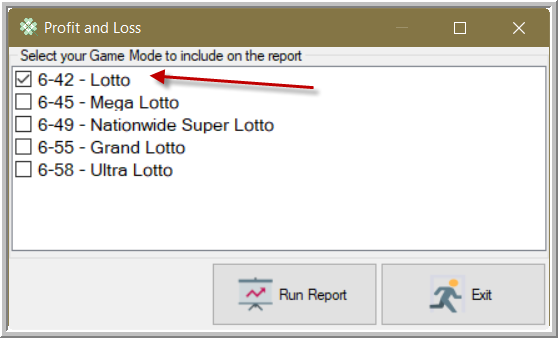 Profit and Loss
Select your Game Mode to include on the report
6-42 - Lotto
6-45 - Mega Lotto
6-49 - Nationwide Super Lotto
6-55 - Grand Lotto
6-58 - Ultra Lotto
Run Report
Exit